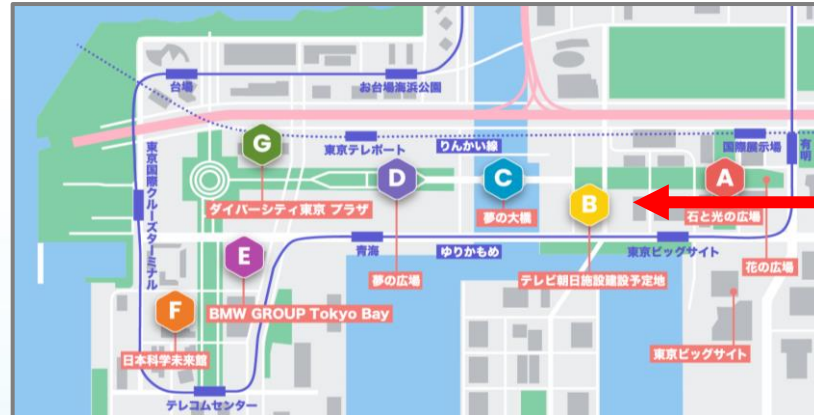 台場
お台場海浜公園
東京国際クルーズターミナル
G
東京テレポート
りんかい線
国際展示場
有明
D
C
A
B
ダイバーシティ東京 プラザ
夢の大橋
石と光の広場
E
青海
ゆりかもめ
東京ビッグサイト
夢の広場
テレビ朝日施設建設予定地
花の広場
F
BMW GROUP Tokyo Bay
日本科学未来館
東京ビッグサイト
テレコムセンター